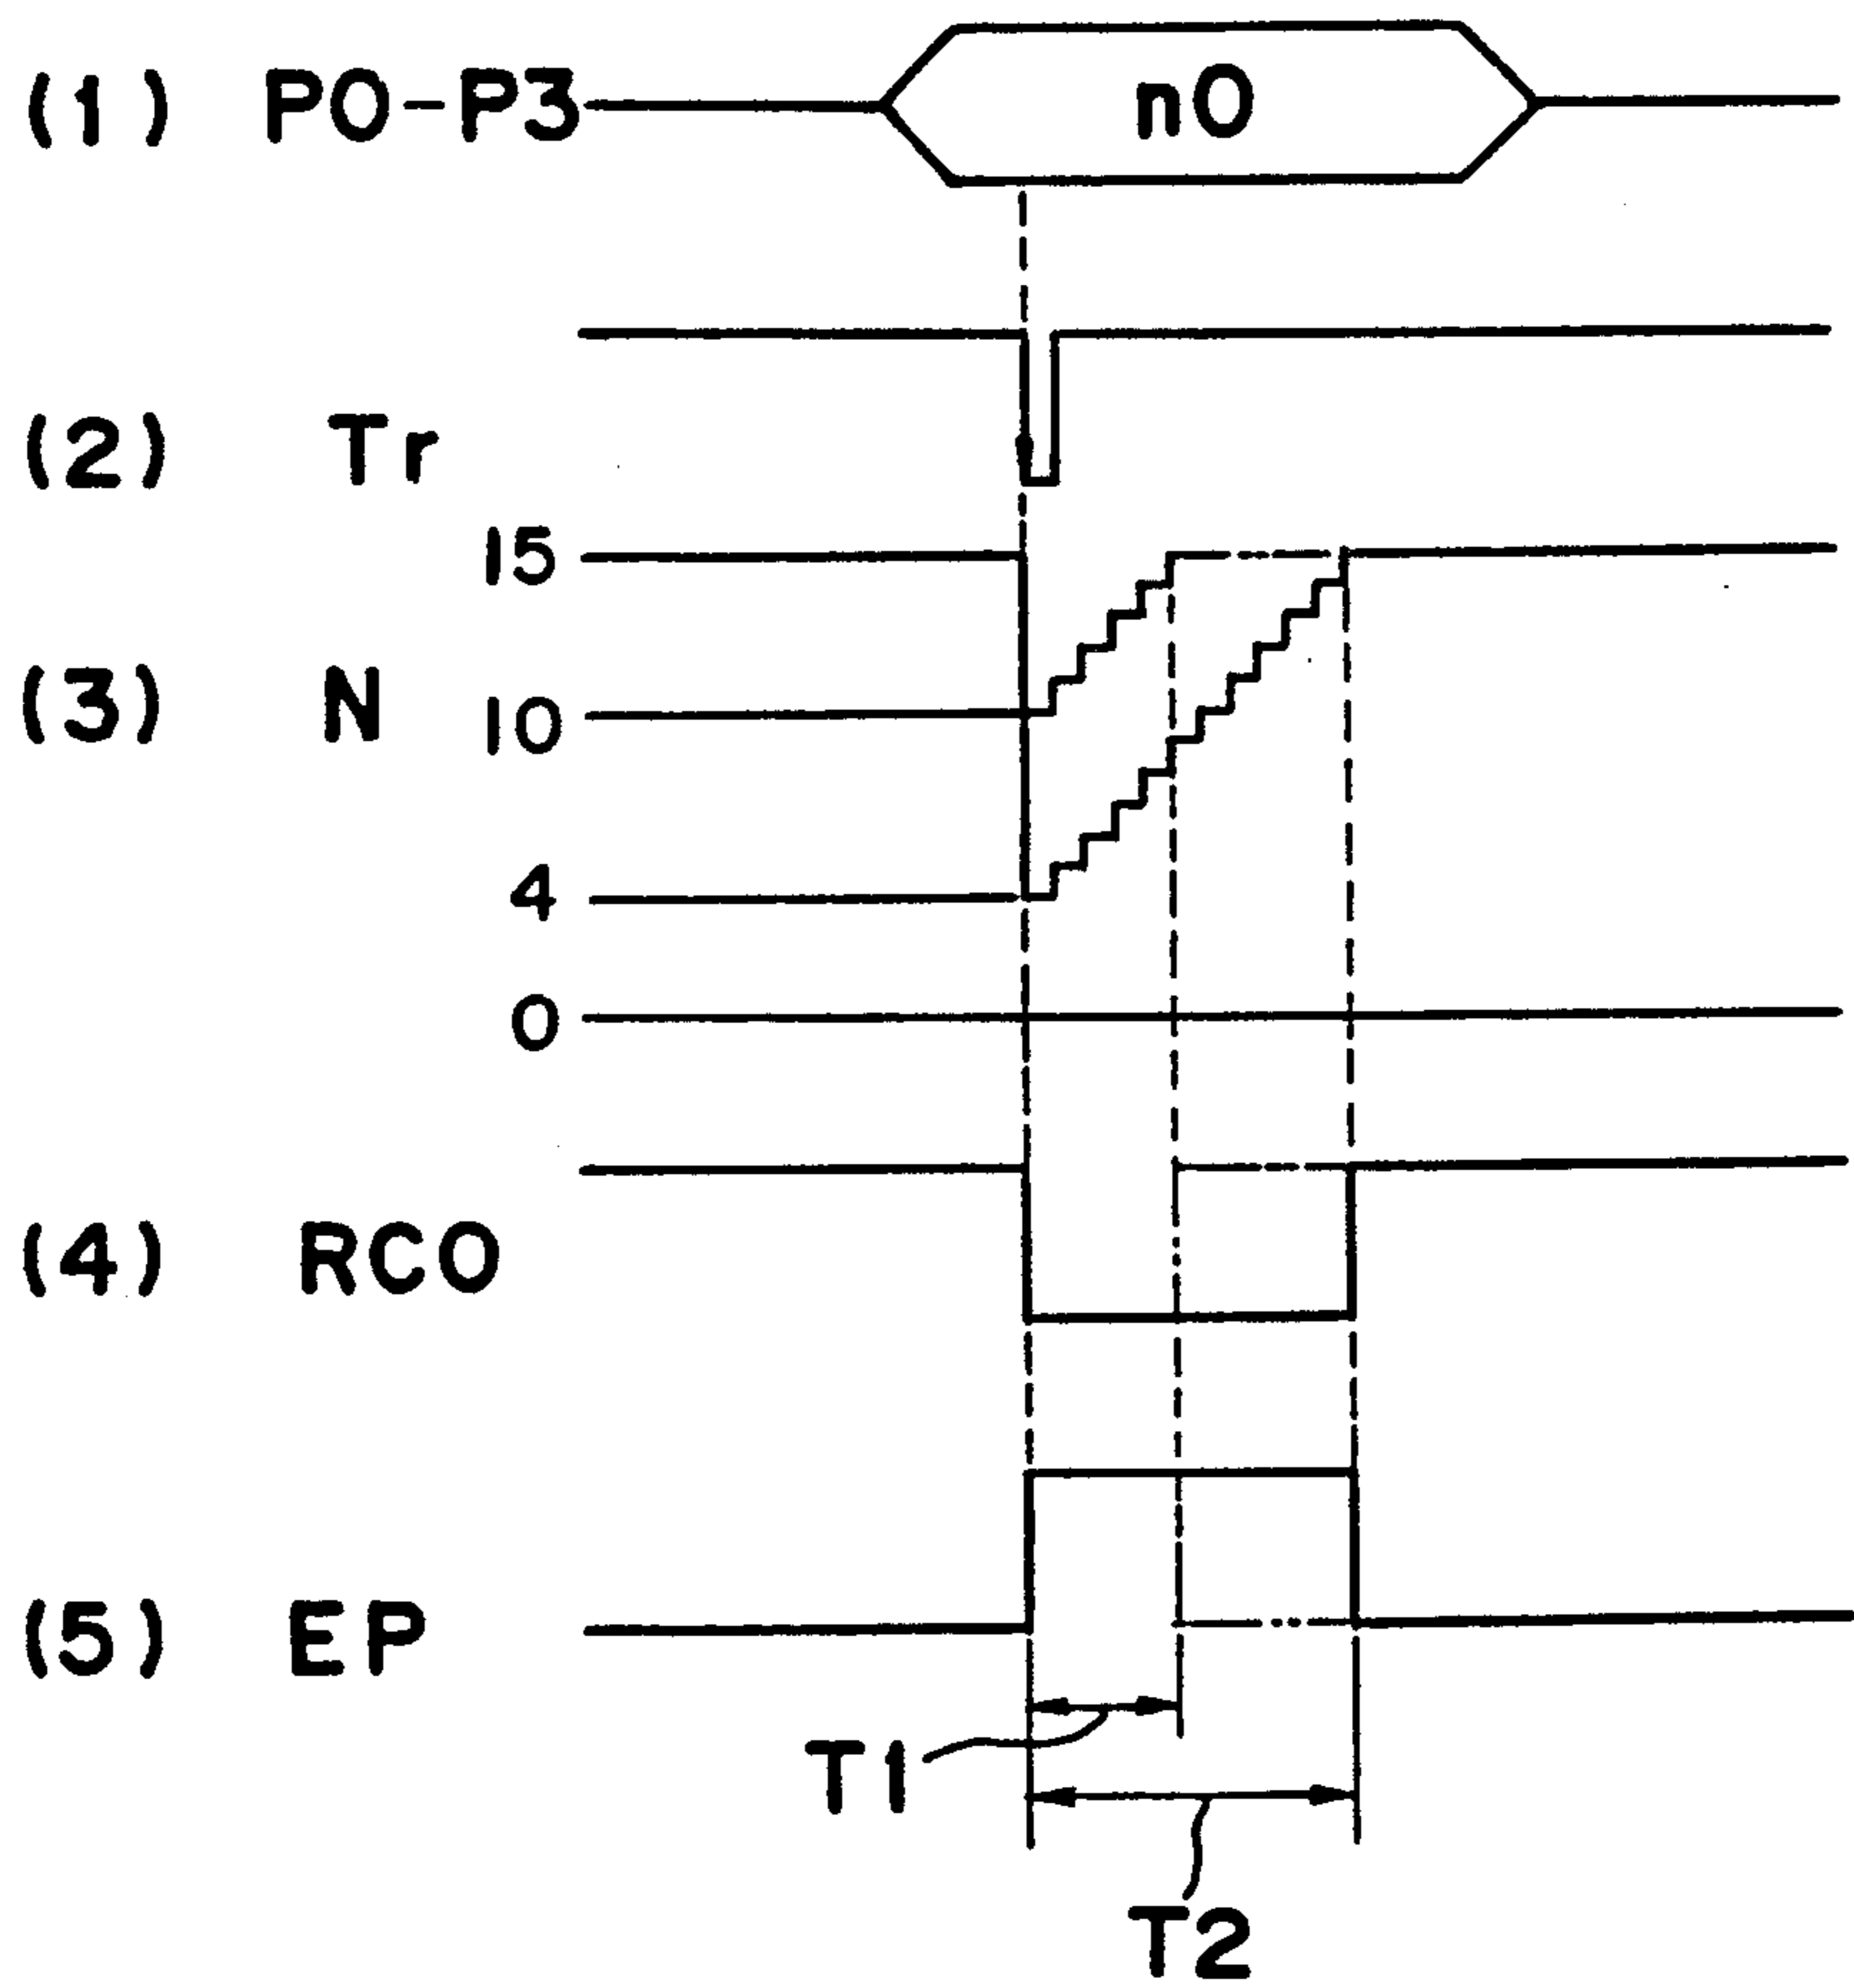 (1) P0-P3 n0
(2) Tr
15
(3) N 10
4
0
(4) RCO
(5) EP
T1
T2